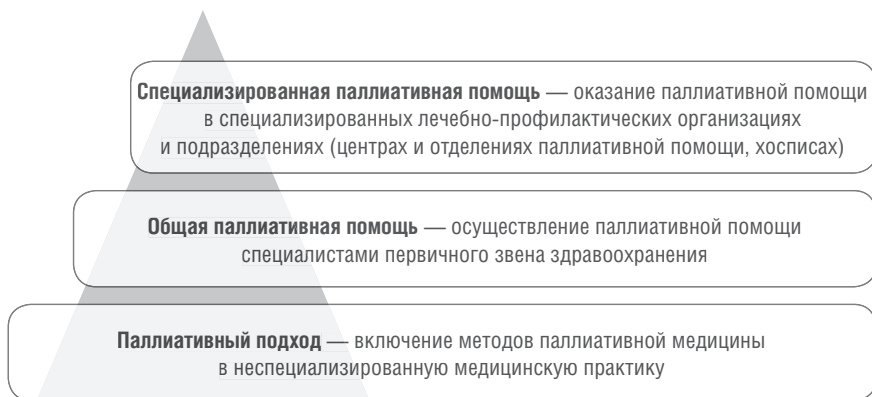 Специализированная паллиативная помощь — оказание паллиативной помощи
в специализированных лечебно-профилактических организациях
и подразделениях (центрах и отделениях паллиативной помощи, хосписах)
Общая паллиативная помощь — осуществление паллиативной помощи
специалистами первичного звена здравоохранения
Паллиативный подход — включение методов паллиативной медицины
в неспециализированную медицинскую практику